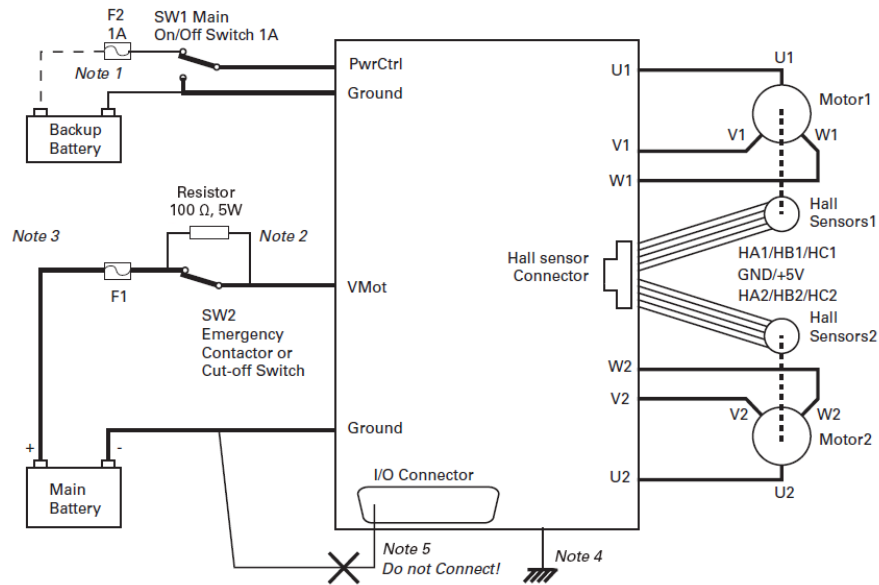 F2
1A
SW1 Main
On/Off Switch 1A
Note 1
Backup
Battery
PwrCtrl
Ground
Resistor
100 Ω, 5W
Note 3
Note 2
F1
VMot
SW2
Emergency
Contactor or
Cut-off Switch
Ground
+
-
Main
Battery
I/O Connector
Note 5
Do not Connect!
Note 4
Hall sensor
Connector
U1
V1
W1
U1
Motor1
V1
W1
Hall
Sensors1
HA1/HB1/HC1
GND/+5V
HA2/HB2/HC2
Hall
Sensors2
W2
V2
U2
V2
W2
Motor2
U2